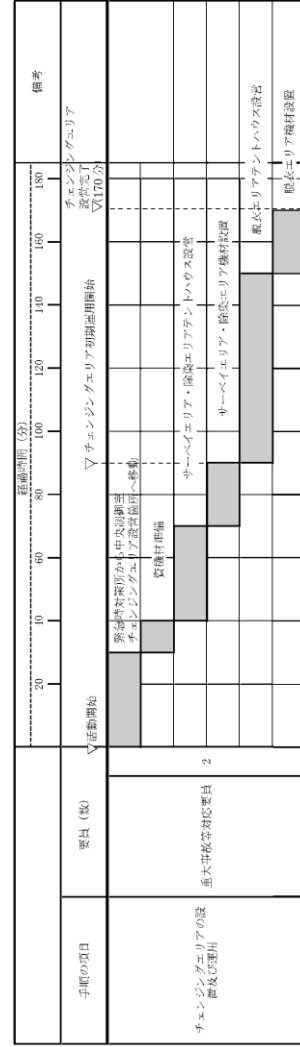 経過時間（分）
備考
20 40 60 80 100 120 140 160 180
手順の項目
要員（数）
▽活動開始
▽チェンジングエリア初期運用開始
チェンジングエリア
設営完了
▽(170分)
チェンジングエリアの設
置及び運用
重大事故等対応要員
2
緊急時対策所から中央制御室
チェンジングエリア設営箇所へ移動
資機材準備
サーベイエリア・除染エリアテントハウス設営
サーベイエリア・除染エリア機材設置
脱衣エリアテントハウス設営
脱衣エリア機材設置